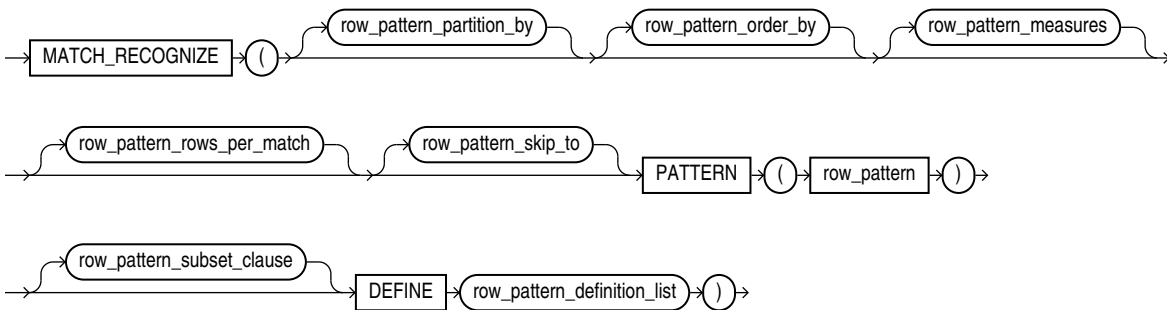 row_pattern_partition_by row_pattern_order_by row_pattern_measures
MATCH_RECOGNIZE (
row_pattern_rows_per_match row_pattern_skip_to
PATTERN ( row_pattern )
row_pattern_subset_clause
DEFINE row_pattern_definition_list )